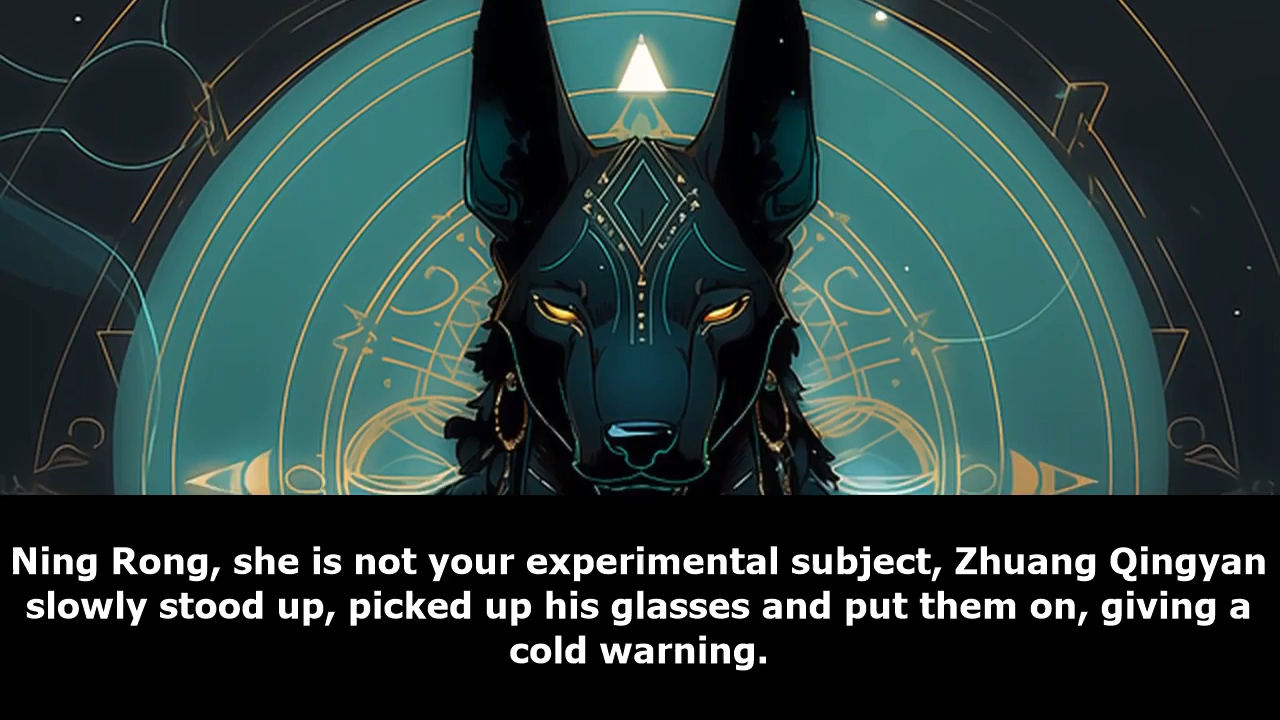 Ning Rong, she is not your experimental subject, Zhuang Qingyan
slowly stood up, picked up his glasses and put them on, giving a
cold warning.